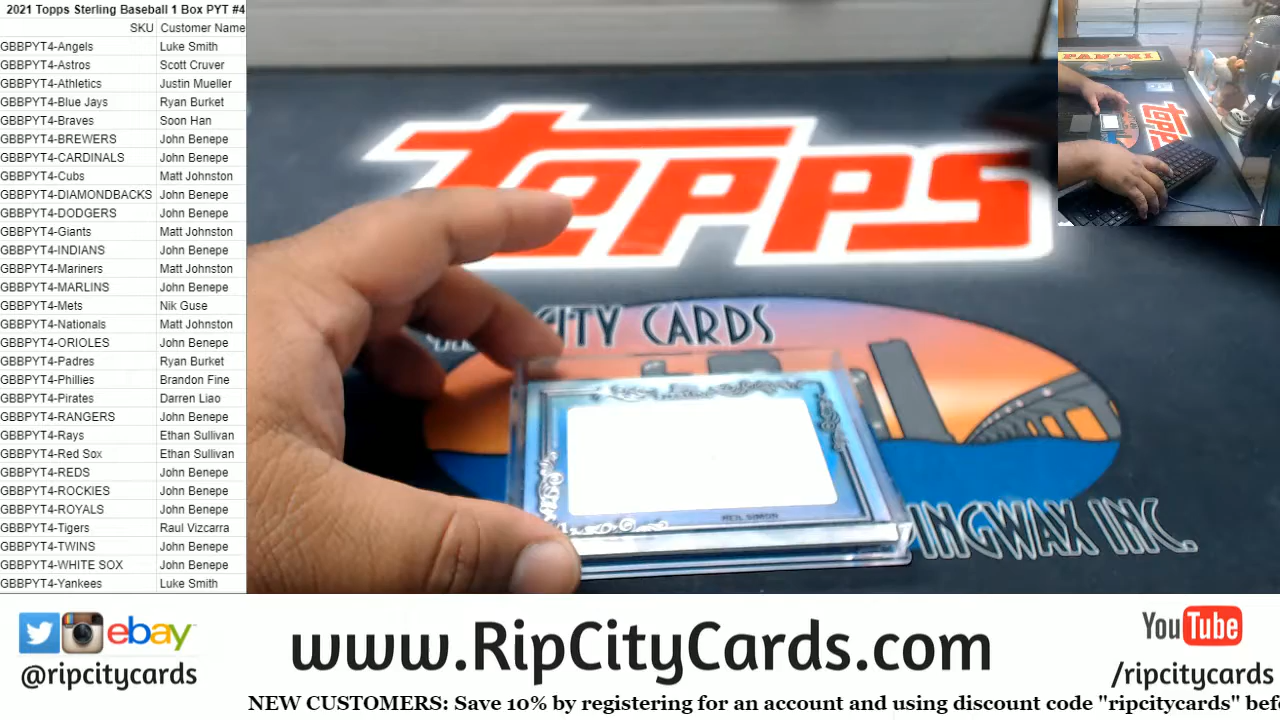 2021 Topps Sterling Baseball 1 Box PYT #4
SKU Customer Name
GBBPYT4-Angels Luke Smith
GBBPYT4-Astros Scott Cruver
GBBPYT4-Athletics Justin Mueller
GBBPYT4-Blue Jays Ryan Burket
GBBPYT4-Braves Soon Han
GBBPYT4-BREWERS John Benepe
GBBPYT4-CARDINALS John Benepe
GBBPYT4-Cubs Matt Johnston
GBBPYT4-DIAMONDBACKS John Benepe
GBBPYT4-DODGERS John Benepe
GBBPYT4-Giants Matt Johnston
GBBPYT4-INDIANS John Benepe
GBBPYT4-Mariners Matt Johnston
GBBPYT4-MARLINS John Benepe
GBBPYT4-Mets Nik Guse
GBBPYT4-Nationals Matt Johnston
GBBPYT4-ORIOLES John Benepe
GBBPYT4-Padres Ryan Burket
GBBPYT4-Phillies Brandon Fine
GBBPYT4-Pirates Darren Liao
GBBPYT4-RANGERS John Benepe
GBBPYT4-Rays Ethan Sullivan
GBBPYT4-Red Sox Ethan Sullivan
GBBPYT4-REDS John Benepe
GBBPYT4-ROCKIES John Benepe
GBBPYT4-ROYALS John Benepe
GBBPYT4-Tigers Raul Vizcarra
GBBPYT4-TWINS John Benepe
GBBPYT4-WHITE SOX John Benepe
GBBPYT4-Yankees Luke Smith
TOPPS
CITY CARDS
NEIL SIMON
PINGWAX INC.
PANINI
TOPPS
ebay
@ripcitycards
www.RipCityCards.com
YouTube
/ripcitycards
NEW CUSTOMERS: Save 10% by registering for an account and using discount code "ripcitycards" bef